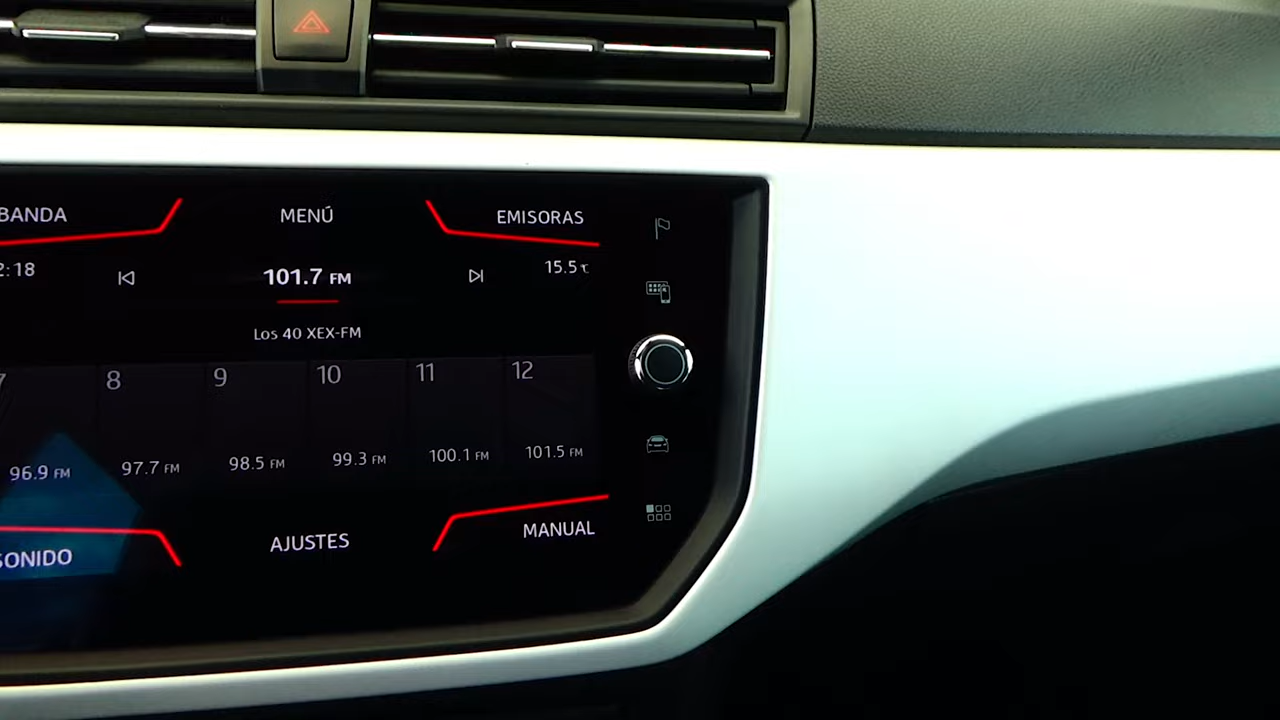 BANDA MENÚ EMISORAS
2:18 101.7 FM 15.5℃
Los 40 XEX-FM
7 8 9 10 11 12
96.9 FM 97.7 FM 98.5 FM 99.3 FM 100.1 FM 101.5 FM
SONIDO AJUSTES MANUAL